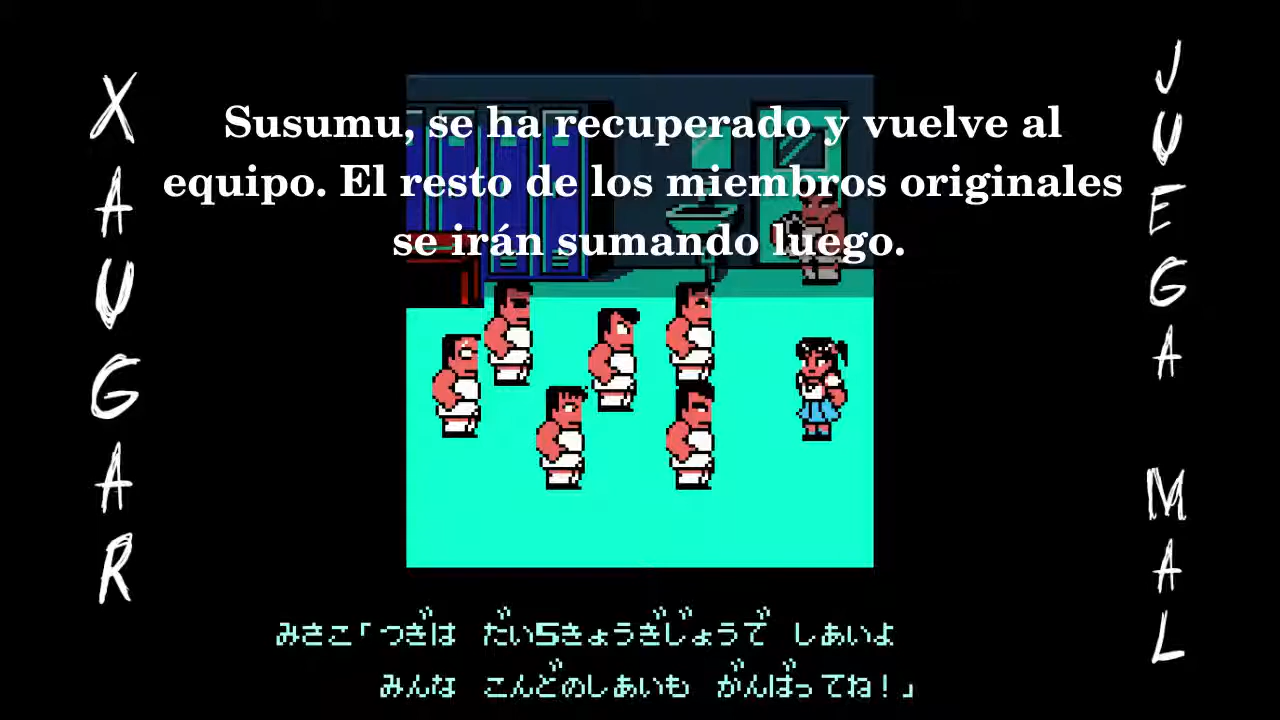 XAUGAR
Susumu, se ha recuperado y vuelve al
equipo. El resto de los miembros originales
se irán sumando luego.
JUEGA MAL
みさこ「つぎは だい5きょうぎじょうで しあいよ
みんな こんどのしあいも がんばってね!」